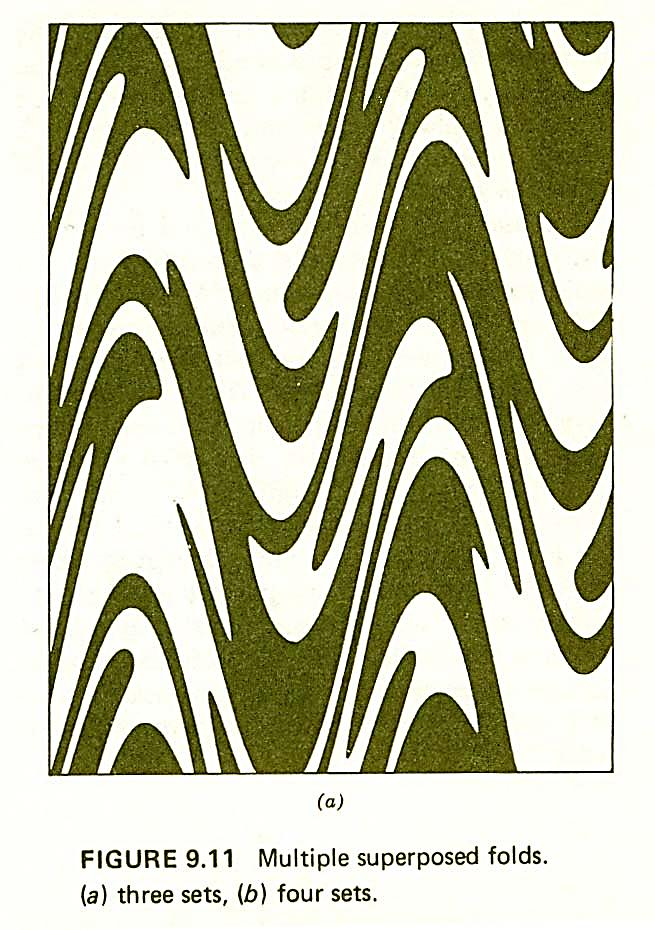 (a)
FIGURE 9.11 Multiple superposed folds.
(a) three sets, (b) four sets.